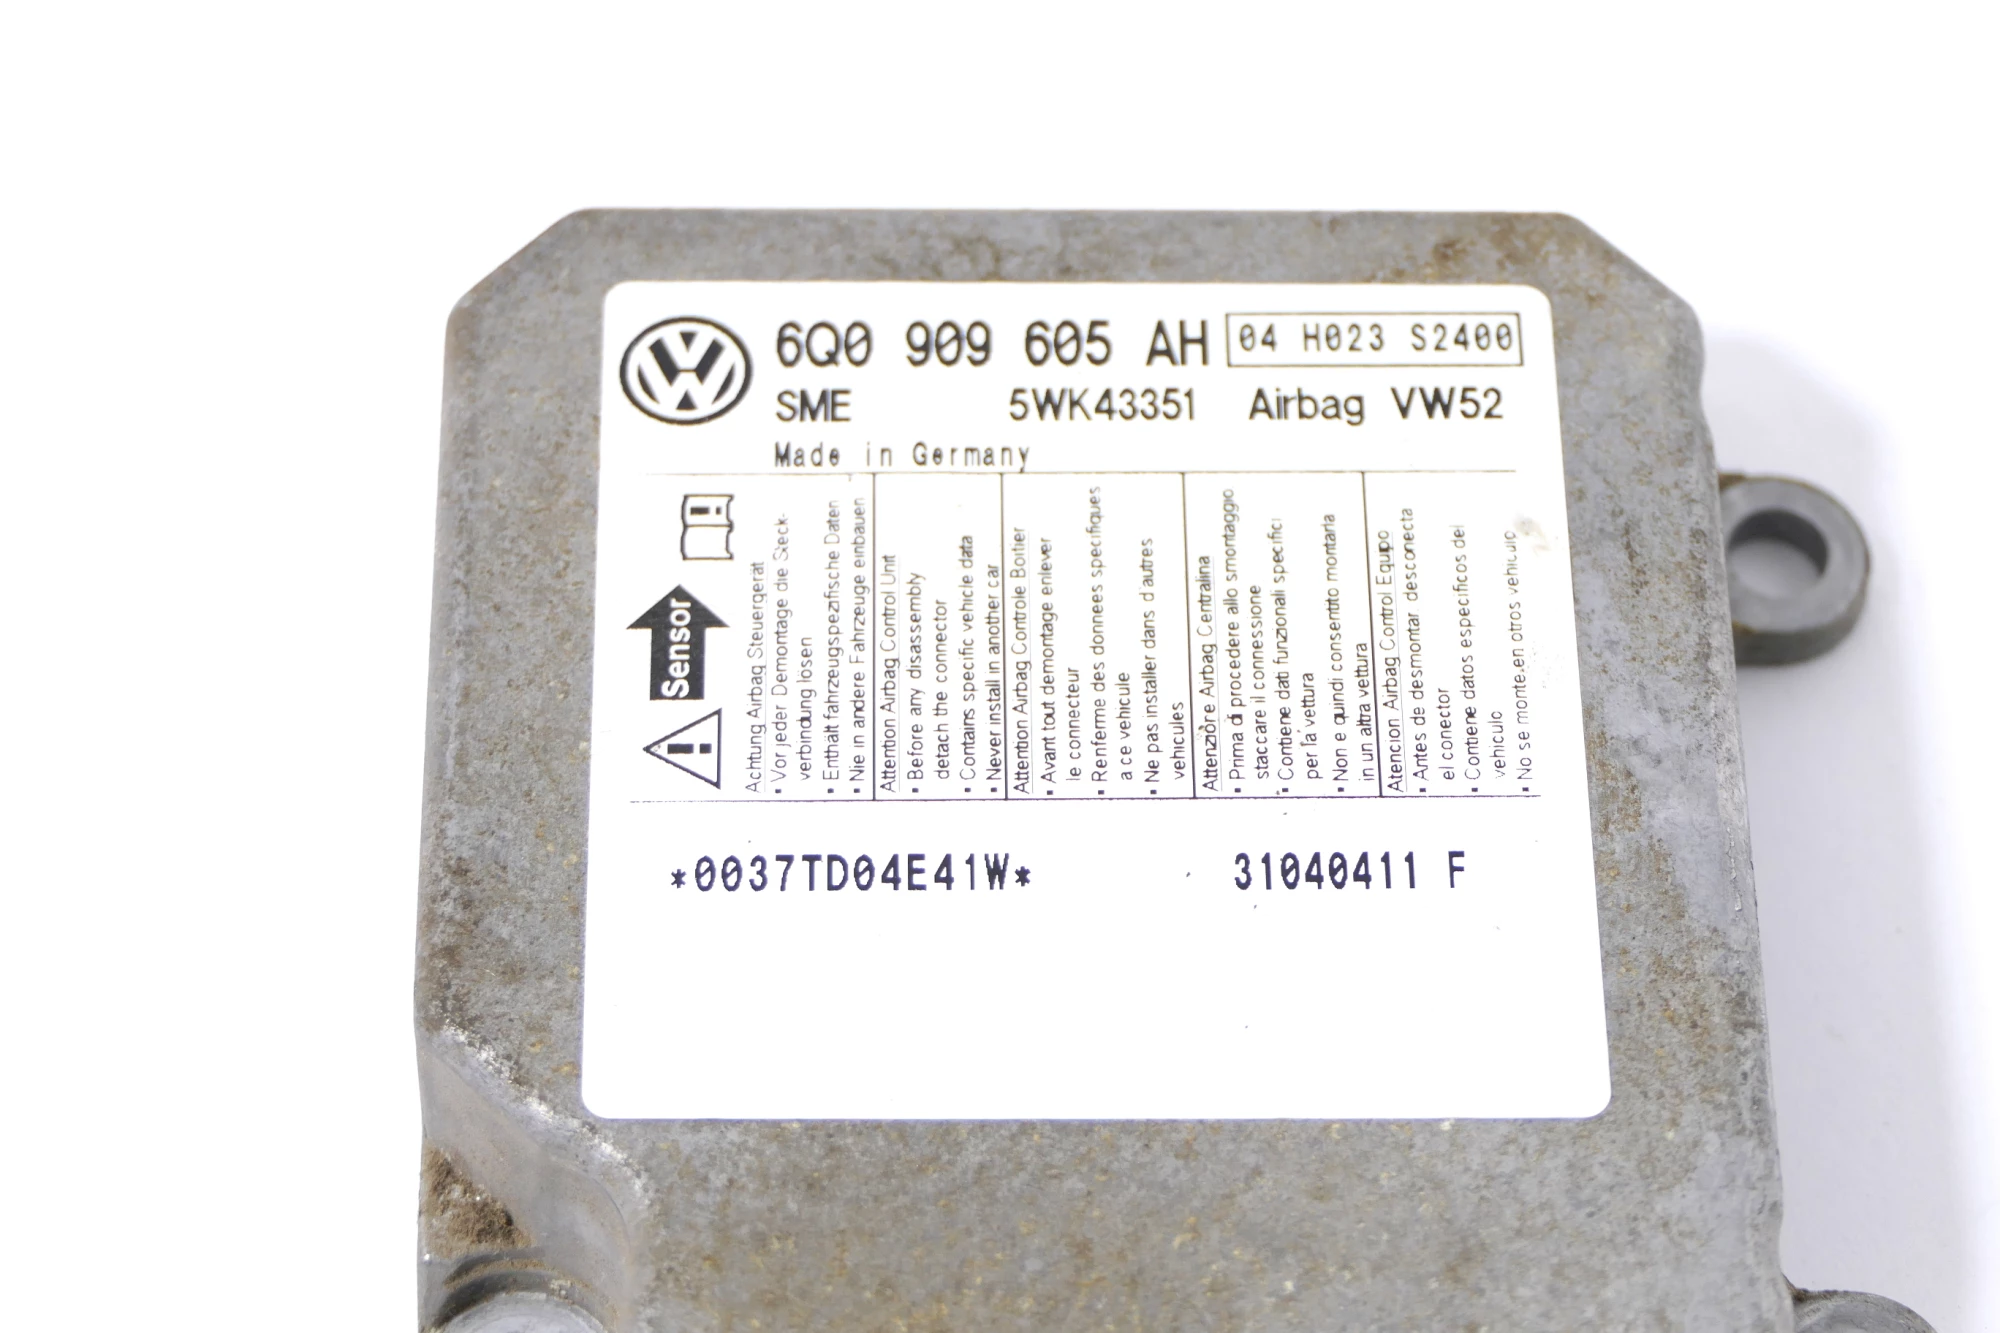 6Q0 909 605 AH 04 H023 S2400
SME 5WK43351 Airbag VW52
Made in Germany
Sensor
Achtung Airbag Steuergerät
• Vor jeder Demontage die Steck-
verbindung lösen
• Enthält fahrzeugspezifische Daten
• Nie in andere Fahrzeuge einbauen
Attention Airbag Control Unit
• Before any disassembly
detach the connector
• Contains specific vehicle data
• Never install in another car
Attention Airbag Controle Boitier
• Avant tout demontage enlever
le connecteur
• Renferme des donnees specifiques
a ce vehicule
• Ne pas installer dans d'autres
vehicules
Attenzione Airbag Centralina
• Prima di procedere allo smontaggio
staccare il connessione
• Contiene dati funzionali specifici
per la vettura
• Non e quindi consentito montarla
in un altra vettura
Atencion Airbag Control Equipo
• Antes de desmontar desconecta
el conector
• Contiene datos especificos del
vehiculo
• No se monte.en otros vehiculo
*0037TD04E41W* 31040411 F